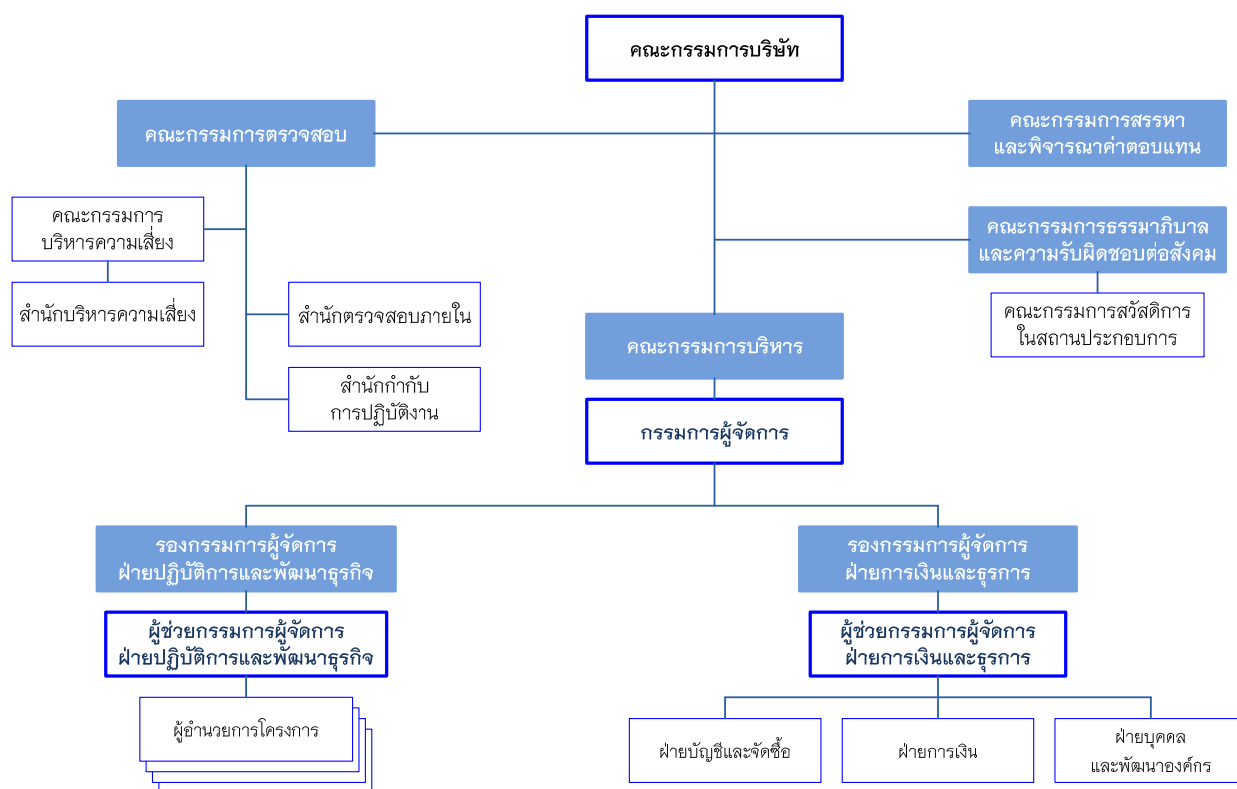 คณะกรรมการบริษัท
คณะกรรมการตรวจสอบ
คณะกรรมการสรรหา
และพิจารณาค่าตอบแทน
คณะกรรมการ
บริหารความเสี่ยง
คณะกรรมการธรรมาภิบาล
และความรับผิดชอบต่อสังคม
สำนักบริหารความเสี่ยง
สำนักตรวจสอบภายใน
คณะกรรมการสวัสดิการ
ในสถานประกอบการ
คณะกรรมการบริหาร
สำนักกำกับ
การปฏิบัติงาน
กรรมการผู้จัดการ
รองกรรมการผู้จัดการ
ฝ่ายปฏิบัติการและพัฒนาธุรกิจ
รองกรรมการผู้จัดการ
ฝ่ายการเงินและธุรการ
ผู้ช่วยกรรมการผู้จัดการ
ฝ่ายปฏิบัติการและพัฒนาธุรกิจ
ผู้ช่วยกรรมการผู้จัดการ
ฝ่ายการเงินและธุรการ
ผู้อำนวยการโครงการ
ฝ่ายบัญชีและจัดซื้อ
ฝ่ายการเงิน
ฝ่ายบุคคล
และพัฒนาองค์กร